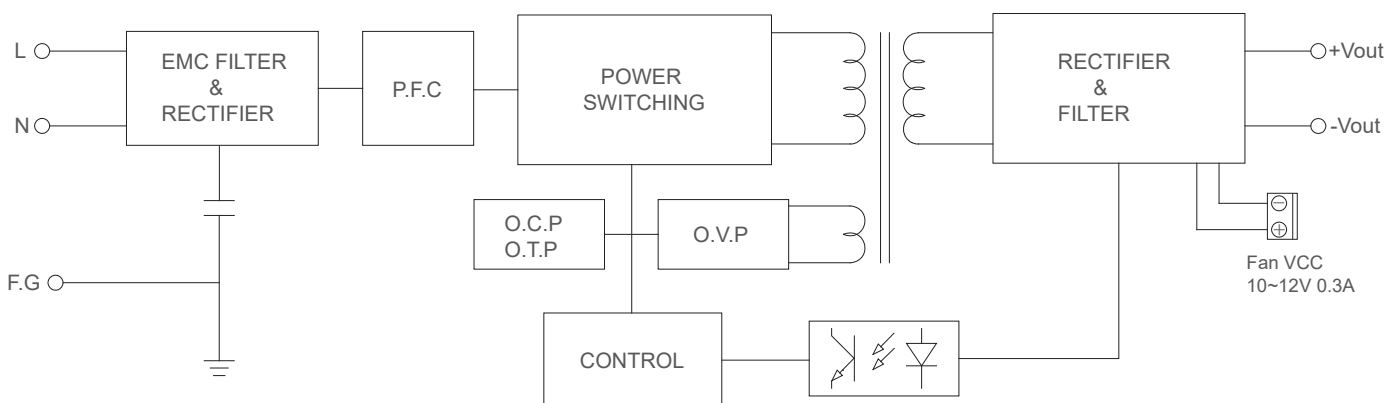 L
N
F.G
EMC FILTER
&
RECTIFIER
P.F.C
POWER
SWITCHING
O.C.P
O.T.P
O.V.P
CONTROL
RECTIFIER
&
FILTER
+Vout
-Vout
Fan VCC
10~12V 0.3A